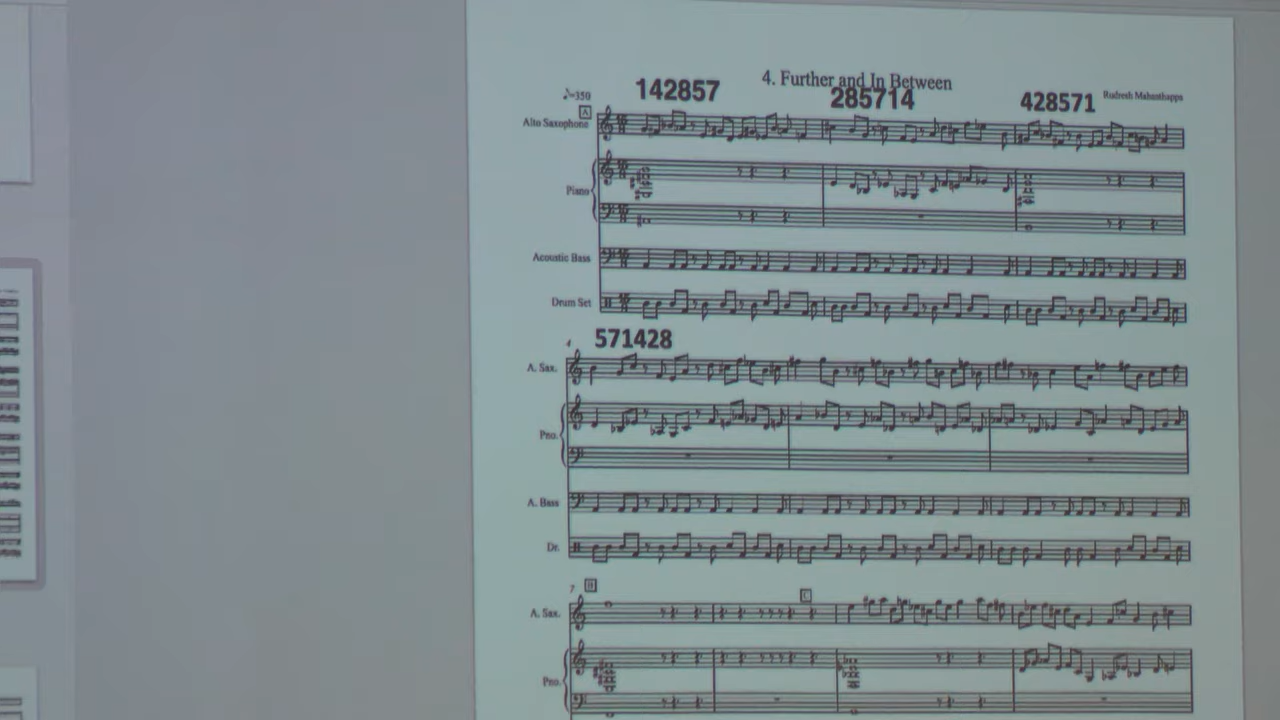 4. Further and In Between
142857
285714
428571
Rudresh Mahanthappa
♪=350
A
Alto Saxophone
Piano
Acoustic Bass
Drum Set
4
571428
A. Sax.
Pno.
A. Bass
Dr.
7
B
C
A. Sax.
Pno.